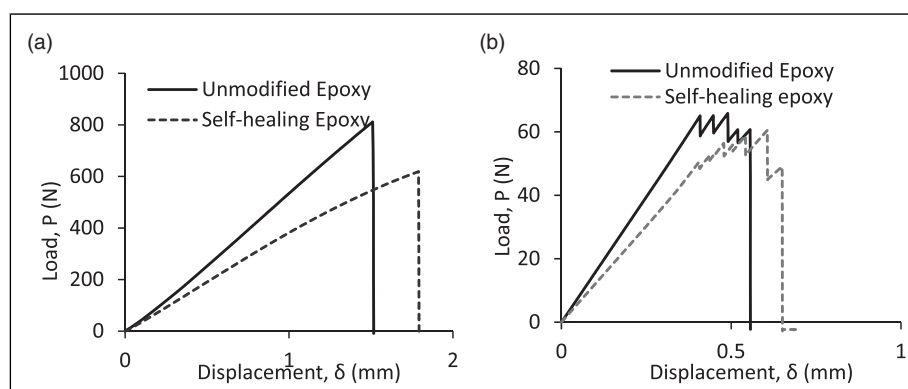 (a)
1000
800
600
400
200
0
Load, P (N)
Unmodified Epoxy
Self-healing Epoxy
0 1 2
Displacement, δ (mm)
(b)
80
60
40
20
0
Load, P (N)
Unmodified Epoxy
Self-healing epoxy
0 0.5 1
Displacement, δ (mm)